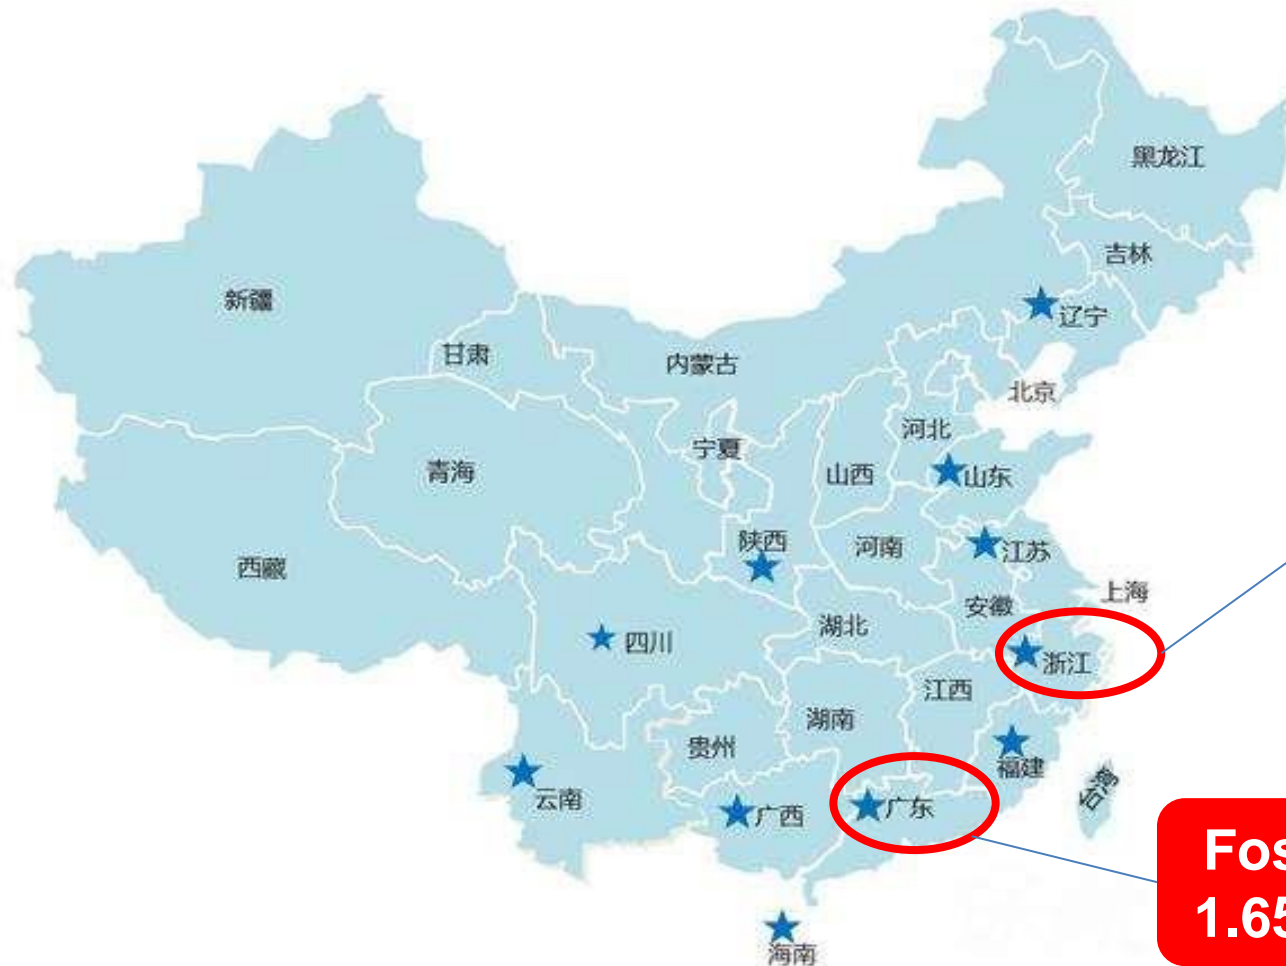 黑龙江
吉林
新疆
辽宁
甘肃
内蒙古
北京
河北
宁夏
青海
山西
山东
陕西
河南
江苏
西藏
上海
安徽
湖北
四川
浙江
江西
湖南
贵州
福建
台湾
云南
广西
广东
Fos
1.65
海南